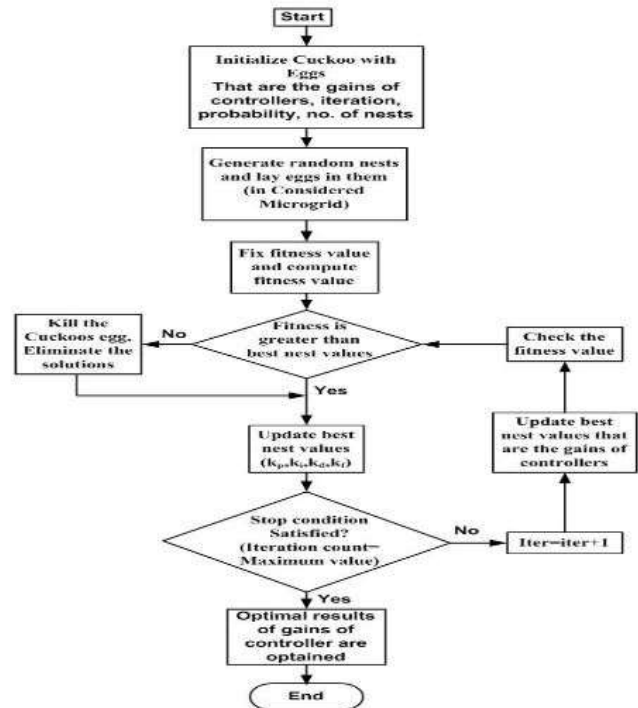 Start
Initialize Cuckoo with
Eggs
That are the gains of
controllers, iteration,
probability, no. of nests
Generate random nests
and lay eggs in them
(in Considered
Microgrid)
Fix fitness value
and compute
fitness value
Kill the
Cuckoos egg,
Eliminate the
solutions
No
Fitness is
greater than
best nest values
Check the
fitness value
Yes
Update best
nest values
(kp,ki,kd,kf)
Update best
nest values that
are the gains of
controllers
Stop condition
Satisfied?
(Iteration count=
Maximum value)
No
Iter=iter+1
Yes
Optimal results
of gains of
controller are
optained
End